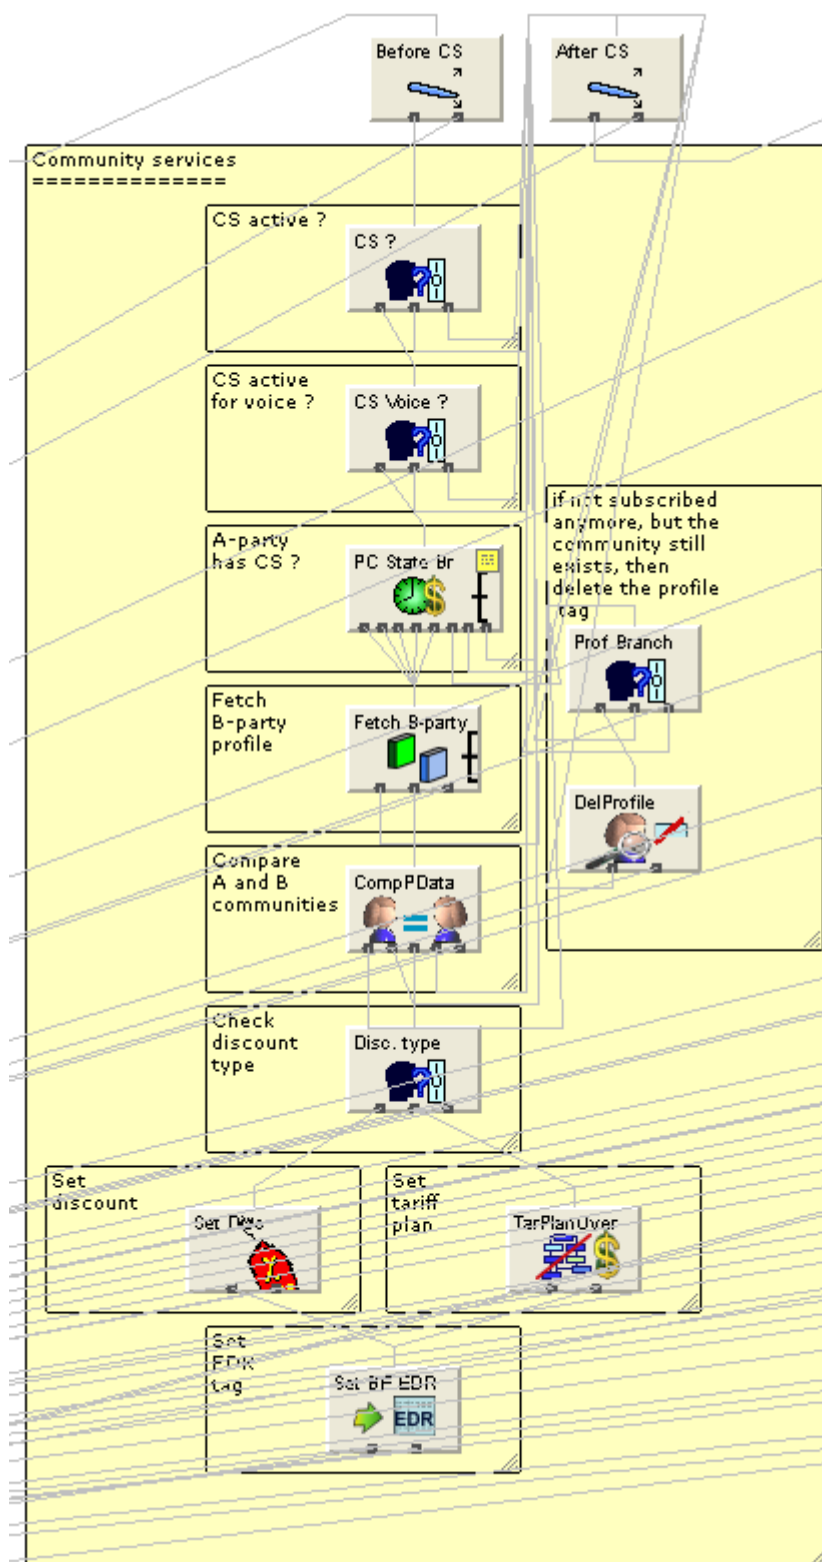 Before CS
After CS
Community services
==============
CS active ?
CS ?
CS active
for voice ?
CS Voice ?
if not subscribed
anymore, but the
community still
exists, then
delete the profile
tag
A-party
has CS ?
PC State Br
Prof Branch
Fetch
B-party
profile
Fetch B-party
DelProfile
Compare
A and B
communities
CompPData
Check
discount
type
Disc. type
Set
discount
Set Disc
Set
tariff
plan
TarPlanOver
Set
EDR
tag
Set BF EDR
EDR